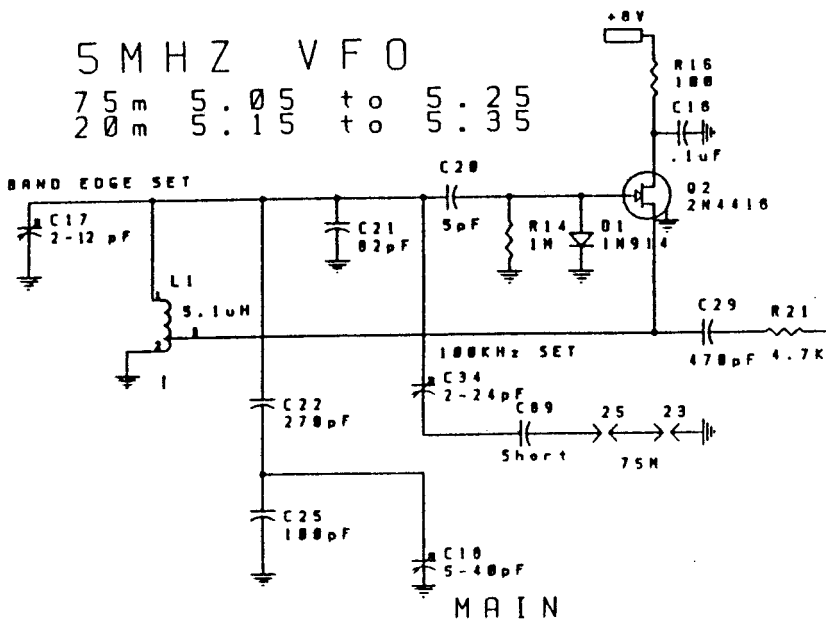 5MHZ VFO
75m 5.05 to 5.25
20m 5.15 to 5.35
+8V
R16
100
C16
.1uF
C20
5pF
Q2
2N4416
BAND EDGE SET
C17
2-12 pF
C21
82pF
R14
1M
D1
1N914
L1
5.1uH
1
3
2
1
C29
470pF
R21
4.7K
100KHz SET
C34
2-24pF
C22
270pF
C89
Short
25
23
75M
C25
100pF
C18
5-40pF
MAIN